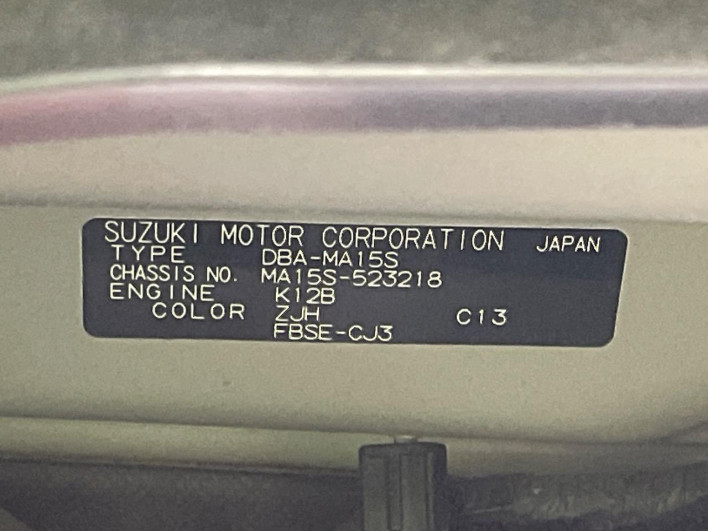 SUZUKI MOTOR CORPORATION JAPAN
TYPE DBA-MA15S
CHASSIS NO. MA15S-523218
ENGINE K12B
COLOR ZJH C13
FBSE-CJ3